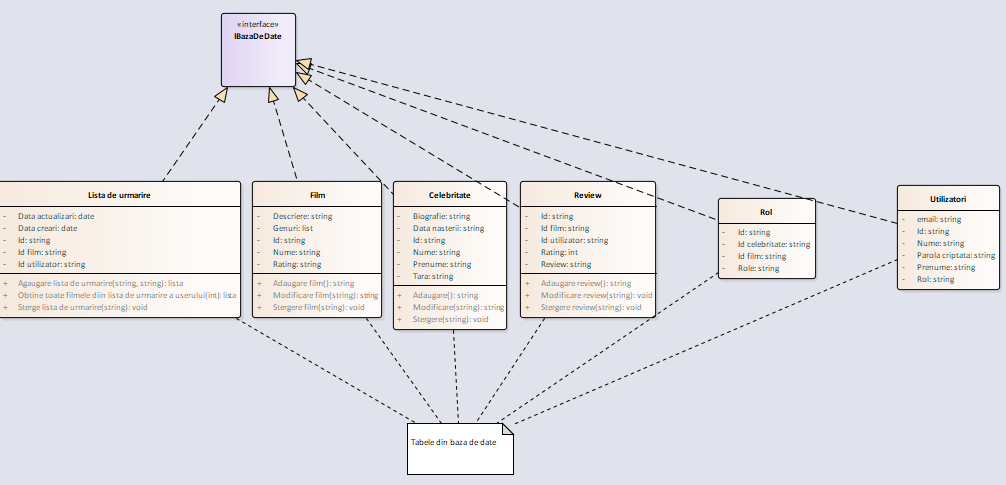 «interface»
IBazaDeDate
Lista de urmarire
- Data actualizari: date
- Data creari: date
- Id: string
- Id film: string
- Id utilizator: string
+ Agaugare lista de urmarire(string, string): lista
+ Obtine toate filmele diin lista de urmarire a userului(int): lista
+ Sterge lista de urmarire(string): void
Film
- Descriere: string
- Genuri: list
- Id: string
- Nume: string
- Rating: string
+ Adaugare film(): string
+ Modificare film(string): string
+ Stergere film(string): void
Celebritate
- Biografie: string
- Data nasterii: string
- Id: string
- Nume: string
- Prenume: string
- Tara: string
+ Adaugare(): string
+ Modificare(string): string
+ Stergere(string): void
Review
- Id: string
- Id film: string
- Id utilizator: string
- Rating: int
- Review: string
+ Adaugare review(): string
+ Modificare review(string): void
+ Stergere review(string): void
Rol
- Id: string
- Id celebritate: string
- Id film: string
- Role: string
Utilizatori
- email: string
- Id: string
- Nume: string
- Parola criptata: string
- Prenume: string
- Rol: string
Tabele din baza de date